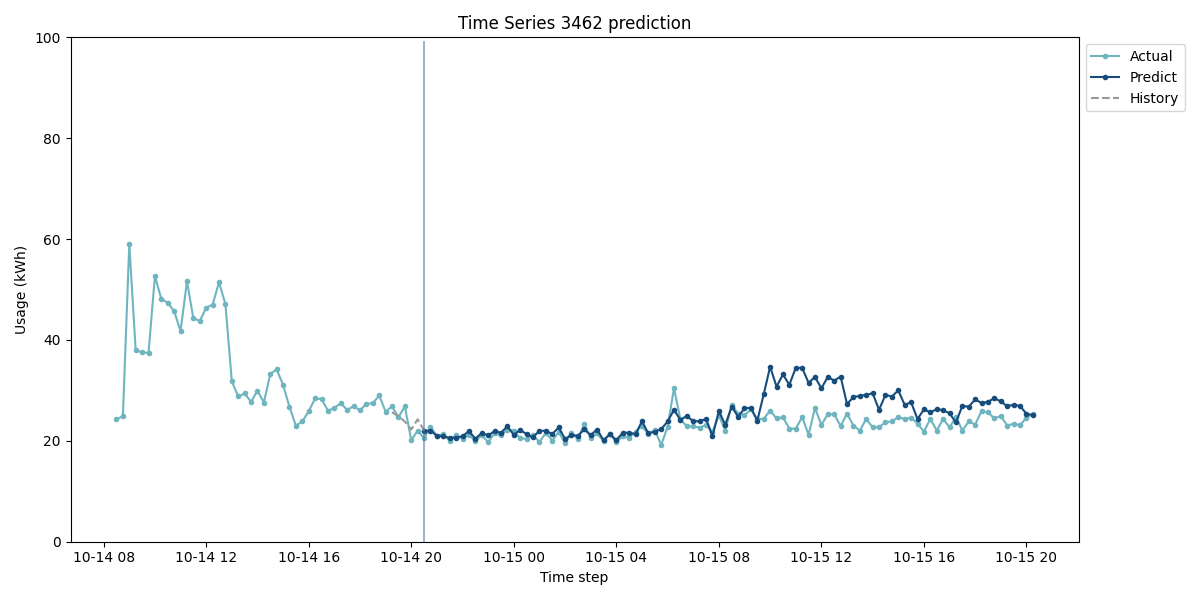 Time Series 3462 prediction
Usage (kWh)
100
80
60
40
20
0
10-14 08
10-14 12
10-14 16
10-14 20
10-15 00
10-15 04
10-15 08
10-15 12
10-15 16
10-15 20
Time step
Actual
Predict
History